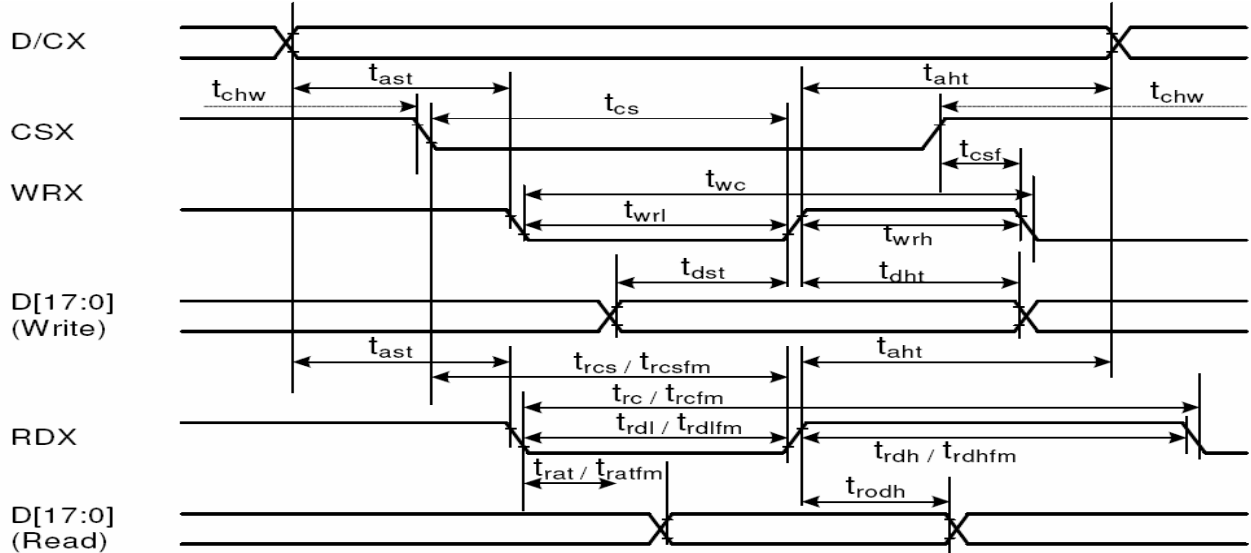 D/CX
t_ast
t_aht
t_chw
t_chw
t_cs
CSX
t_csf
WRX
t_wc
t_wrl
t_wrh
t_dst
t_dht
D[17:0]
(Write)
t_ast
t_aht
t_rcs / t_rcsfm
t_rc / t_rcfm
RDX
t_rdl / t_rdlfm
t_rdh / t_rdhfm
t_rat / t_ratfm
t_rodh
D[17:0]
(Read)